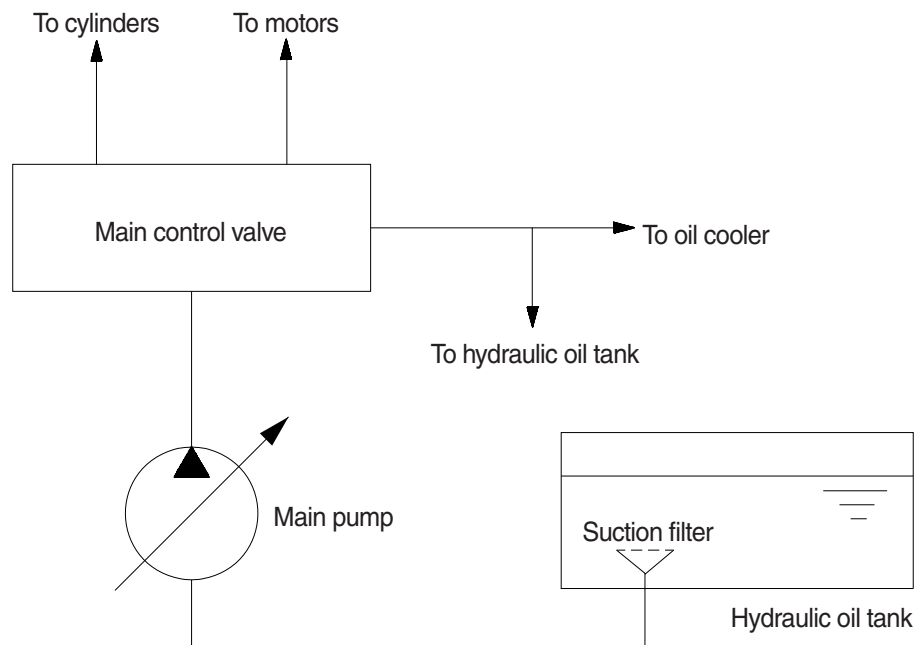 To cylinders
To motors
Main control valve
To oil cooler
To hydraulic oil tank
Main pump
Suction filter
Hydraulic oil tank